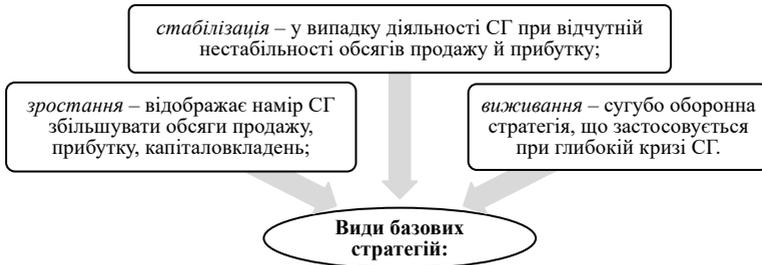 стабілізація – у випадку діяльності СГ при відчутній
нестабільності обсягів продажу й прибутку;
зростання – відображає намір СГ
збільшувати обсяги продажу,
прибутку, капіталовкладень;
виживання – сугубо оборонна
стратегія, що застосовується
при глибокій кризі СГ.
Види базових
стратегій: